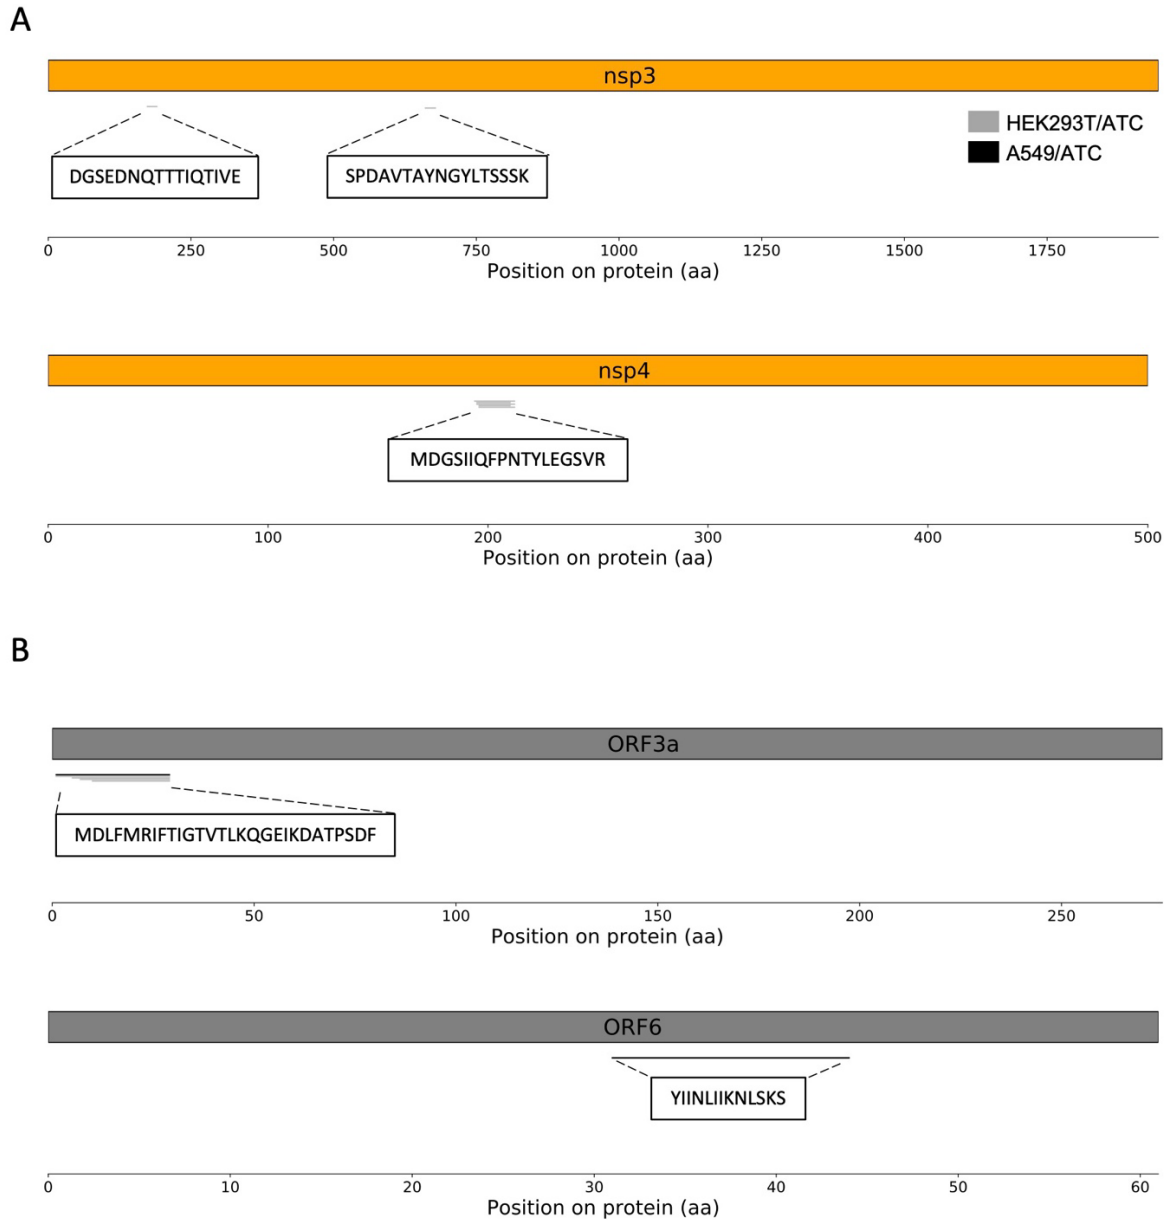 A
nsp3
HEK293T/ATC
A549/ATC
DGSEDNQTTTIQTIVE
SPDAVTAYNGYLTSSSK
0 250 500 750 1000 1250 1500 1750
Position on protein (aa)
nsp4
MDGSIIQFPNTYLEGSVR
0 100 200 300 400 500
Position on protein (aa)
B
ORF3a
MDLFMRIFTIGTVTLKQGEIKDATPSDF
0 50 100 150 200 250
Position on protein (aa)
ORF6
YIINLIIKNLSKS
0 10 20 30 40 50 60
Position on protein (aa)